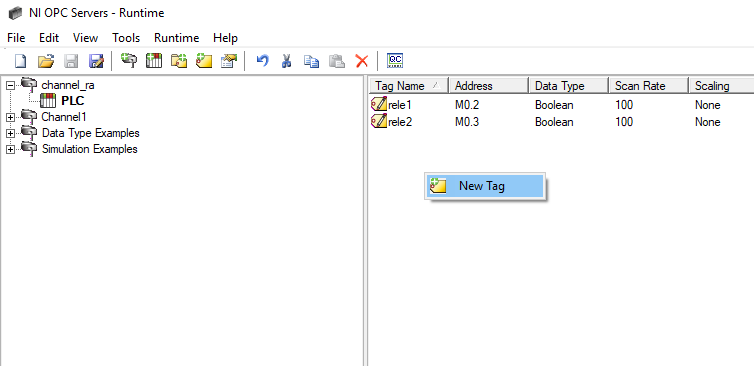 NI OPC Servers - Runtime
File Edit View Tools Runtime Help
QC
channel_ra
PLC
Channel1
Data Type Examples
Simulation Examples
Tag Name Address Data Type Scan Rate Scaling
rele1 M0.2 Boolean 100 None
rele2 M0.3 Boolean 100 None
New Tag